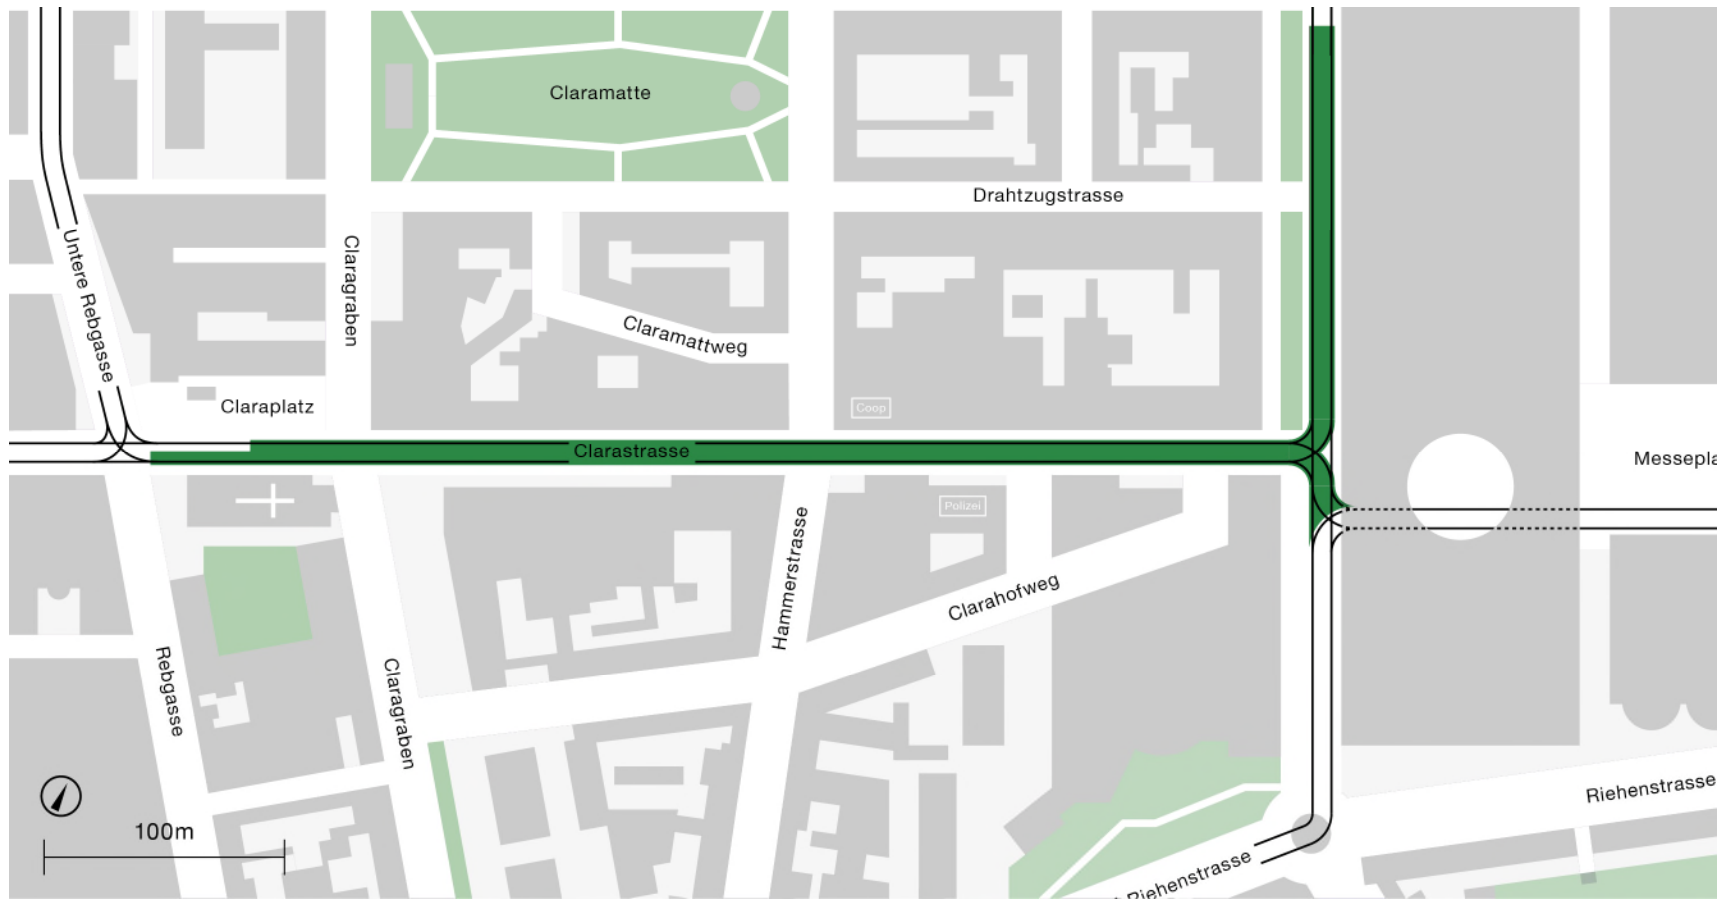 Claramatte
Drahtzugstrasse
Untere Rebgasse
Claragraben
Claramattweg
Claraplatz
Coop
Clarastrasse
Messepla
Polizei
Hammerstrasse
Clarahofweg
Rebgasse
Claragraben
Riehenstrasse
100m
Riehenstrasse